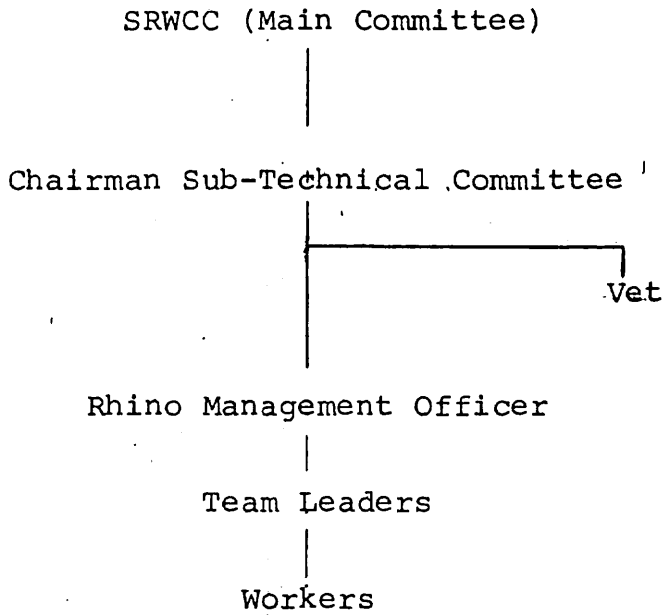 SRWCC (Main Committee)
Chairman Sub-Technical Committee
Vet
Rhino Management Officer
Team Leaders
Workers